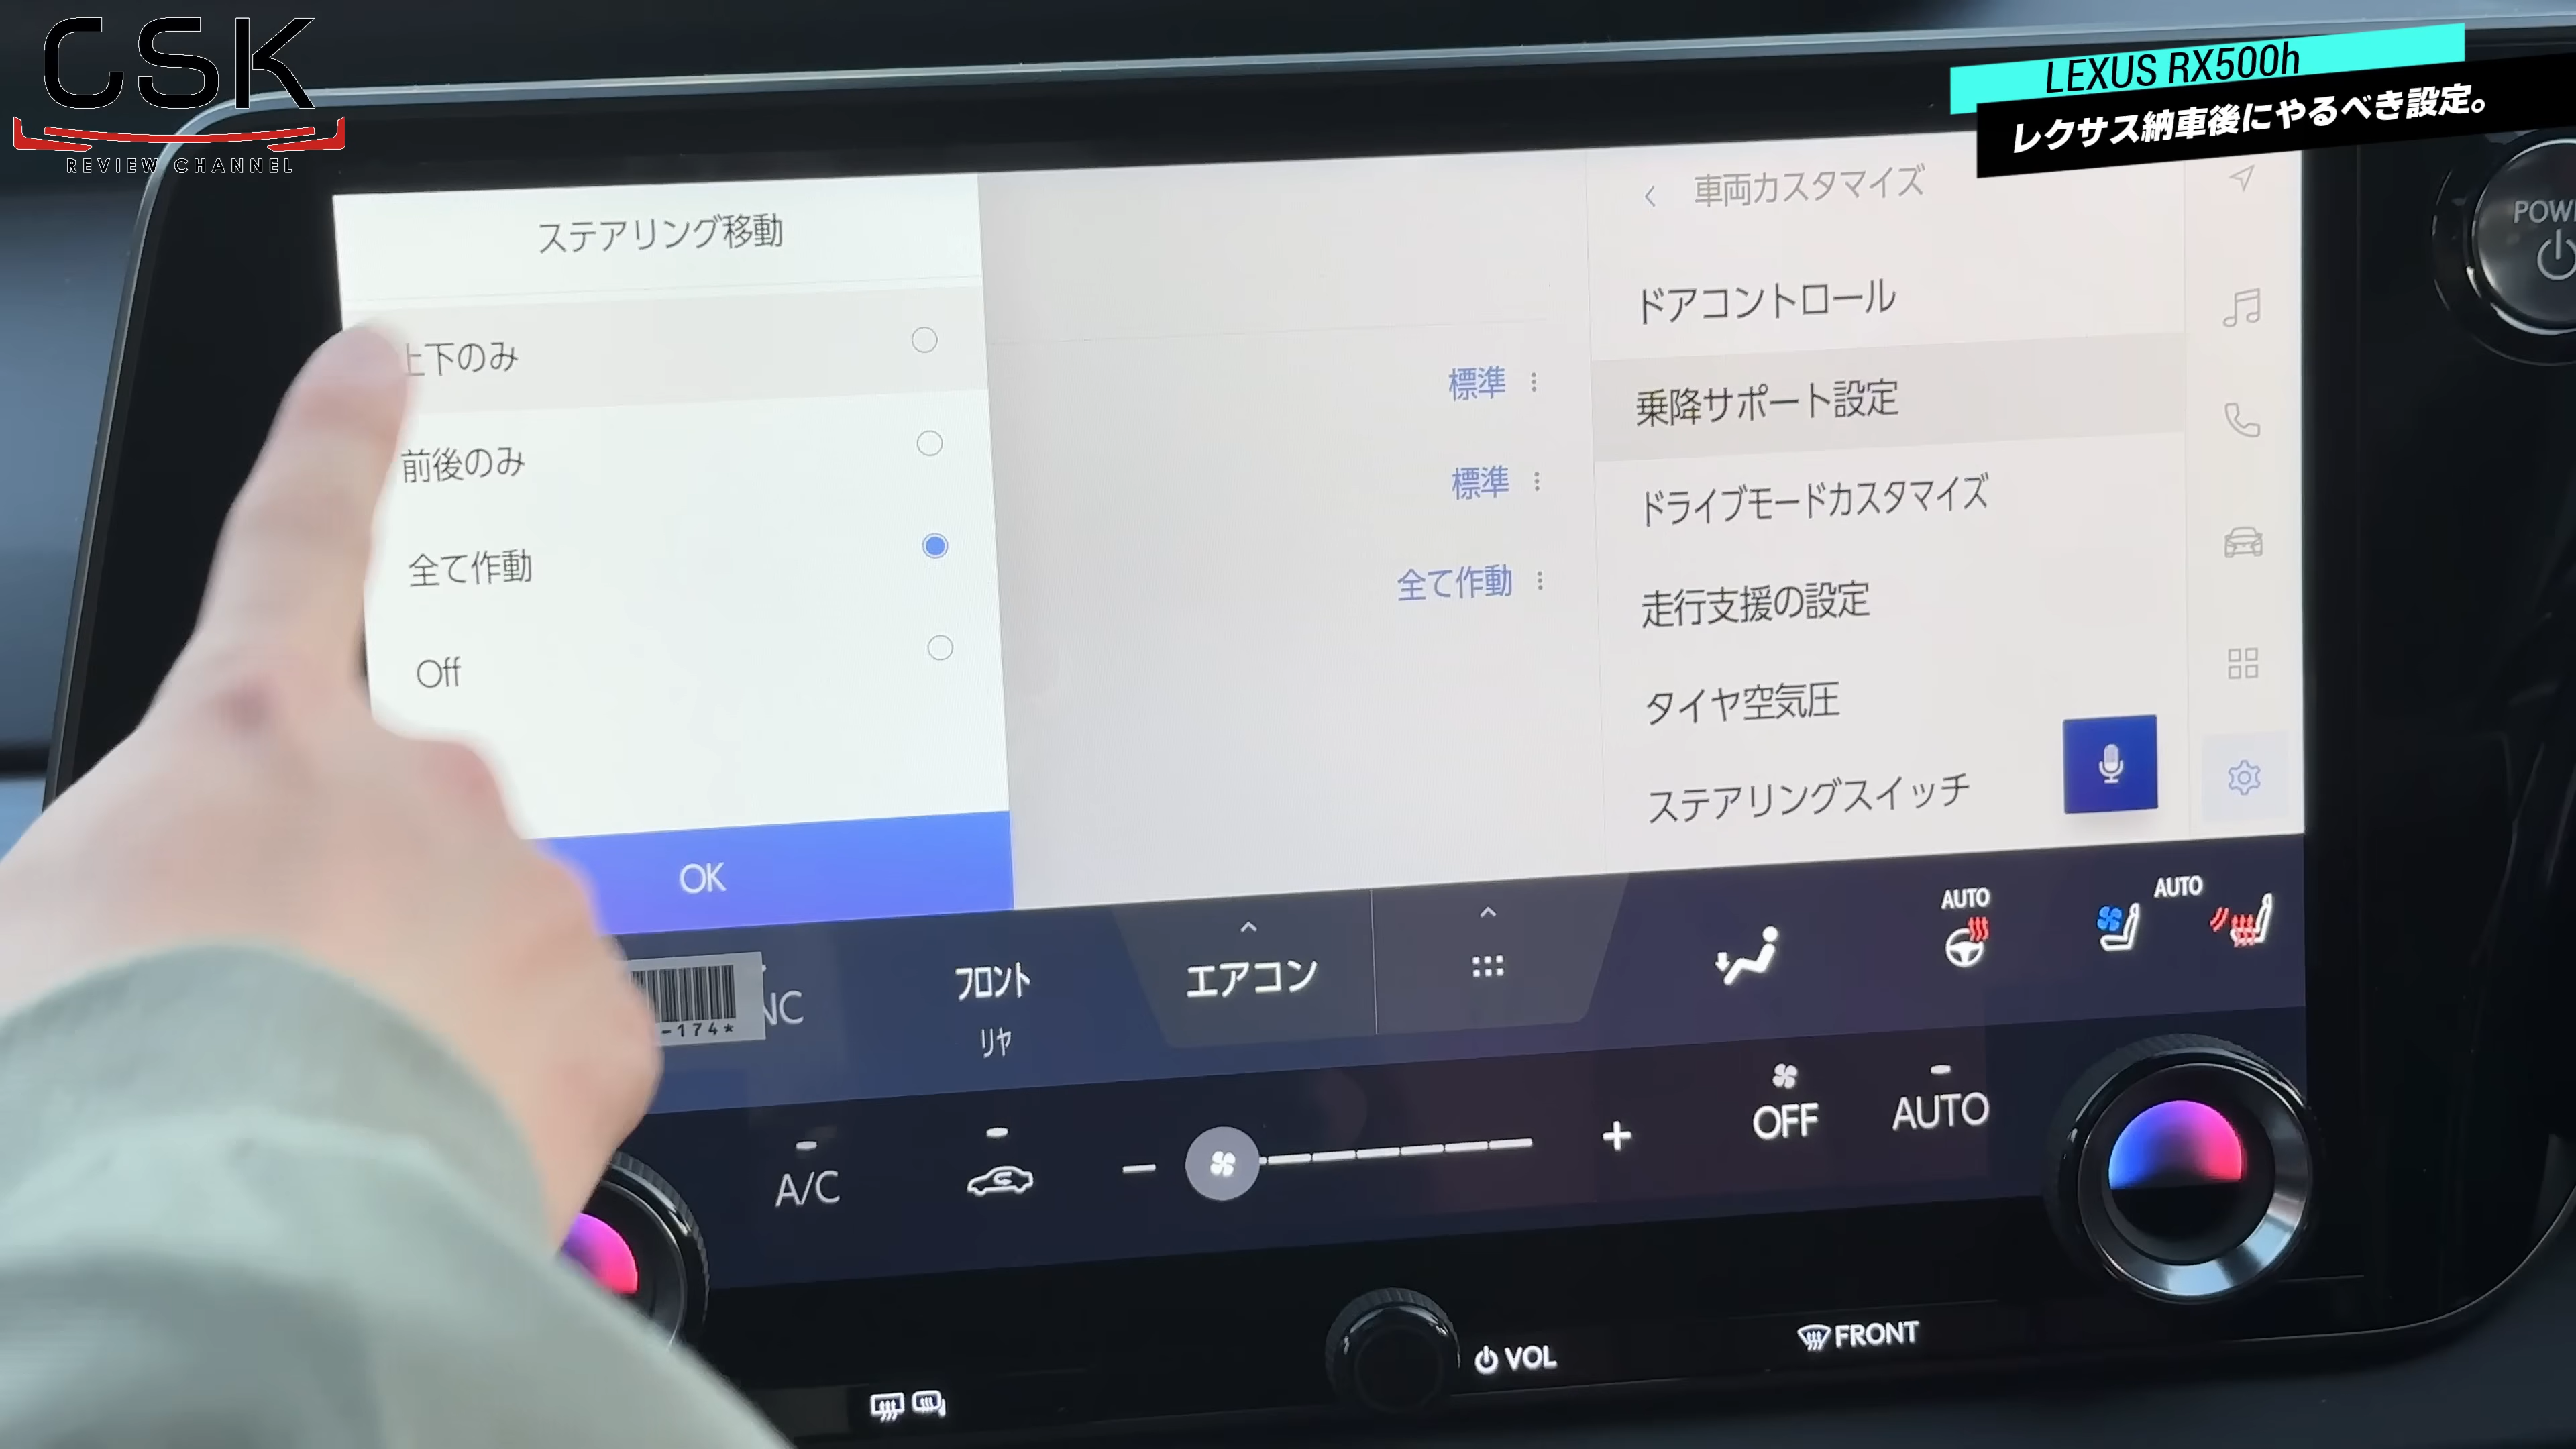 CSK
REVIEW CHANNEL
LEXUS RX500h
レクサス納車後にやるべき設定。
ステアリング移動
上下のみ
前後のみ
全て作動
Off
OK
標準
標準
全て作動
車両カスタマイズ
ドアコントロール
乗降サポート設定
ドライブモードカスタマイズ
走行支援の設定
タイヤ空気圧
ステアリングスイッチ
-174*
フロント
リヤ
エアコン
AUTO
AUTO
A/C
OFF
AUTO
VOL
FRONT